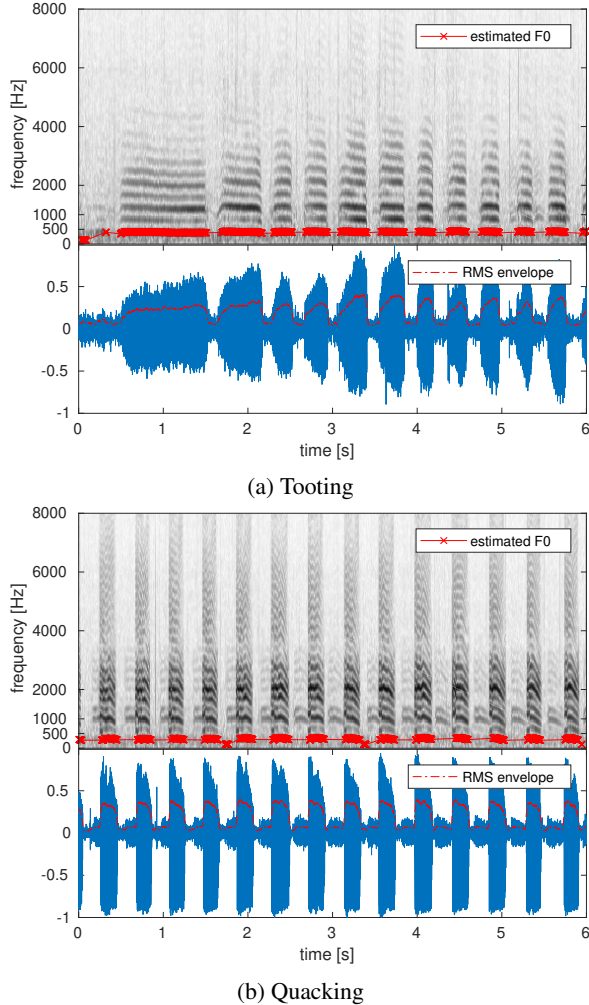 8000
6000
4000
2000
1000
500
0
frequency [Hz]
estimated F0
0.5
0
-0.5
-1
RMS envelope
0 1 2 3 4 5 6
time [s]
(a) Tooting
8000
6000
4000
2000
1000
500
0
frequency [Hz]
estimated F0
0.5
0
-0.5
-1
RMS envelope
0 1 2 3 4 5 6
time [s]
(b) Quacking